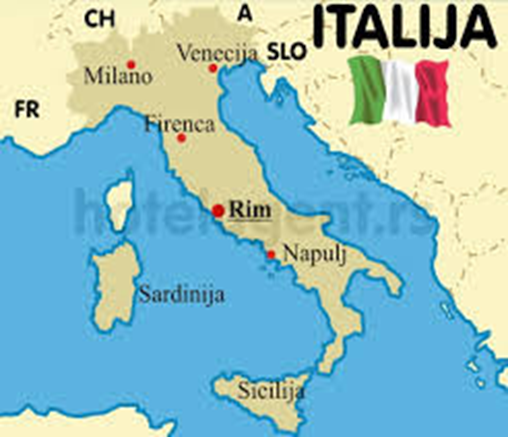 CH
A
ITALIJA
Venecija
SLO
Milano
FR
Firenca
hotelagent.rs
Rim
Napulj
Sardinija
Sicilija